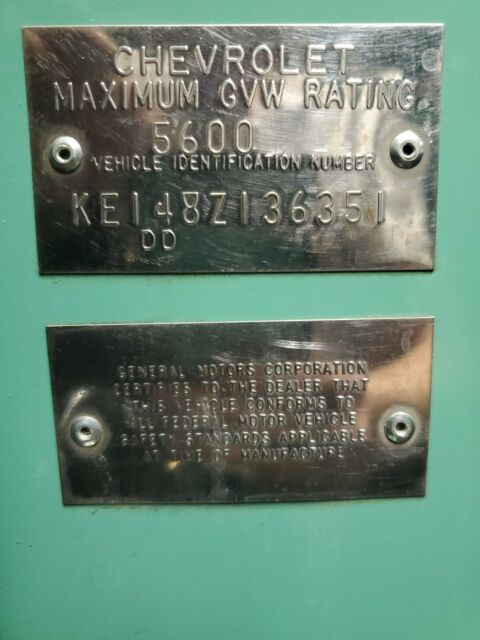 CHEVROLET
MAXIMUM GVW RATING
5600
VEHICLE IDENTIFICATION NUMBER
KE148Z136351
DD
GENERAL MOTORS CORPORATION
CERTIFIES TO THE DEALER THAT
THIS VEHICLE CONFORMS TO
ALL FEDERAL MOTOR VEHICLE
SAFETY STANDARDS APPLICABLE
AT TIME OF MANUFACTURE